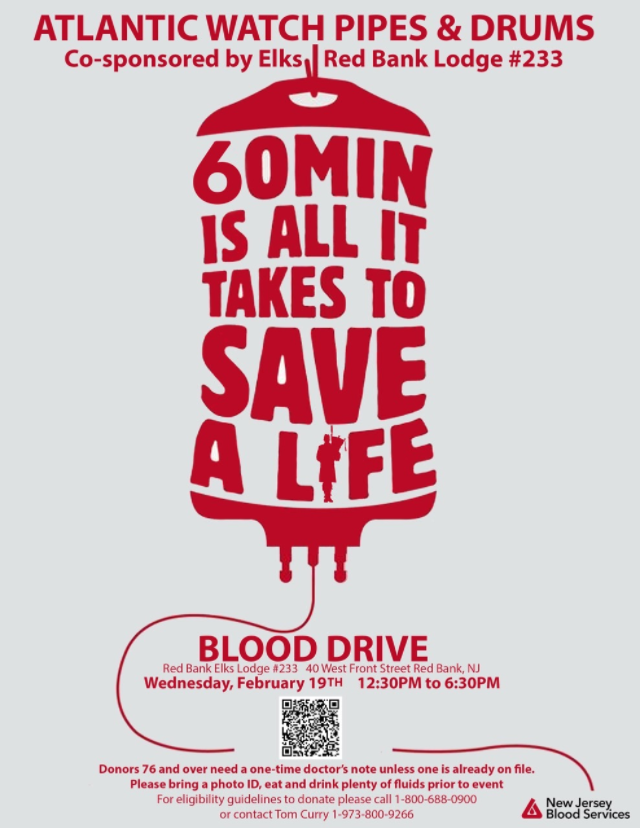 ATLANTIC WATCH PIPES & DRUMS
Co-sponsored by Elks Red Bank Lodge #233
60MIN
IS ALL IT
TAKES TO
SAVE
A LIFE
BLOOD DRIVE
Red Bank Elks Lodge #233 40 West Front Street Red Bank, NJ
Wednesday, February 19TH 12:30PM to 6:30PM
Donors 76 and over need a one-time doctor's note unless one is already on file.
Please bring a photo ID, eat and drink plenty of fluids prior to event
For eligibility guidelines to donate please call 1-800-688-0900
or contact Tom Curry 1-973-800-9266
New Jersey
Blood Services